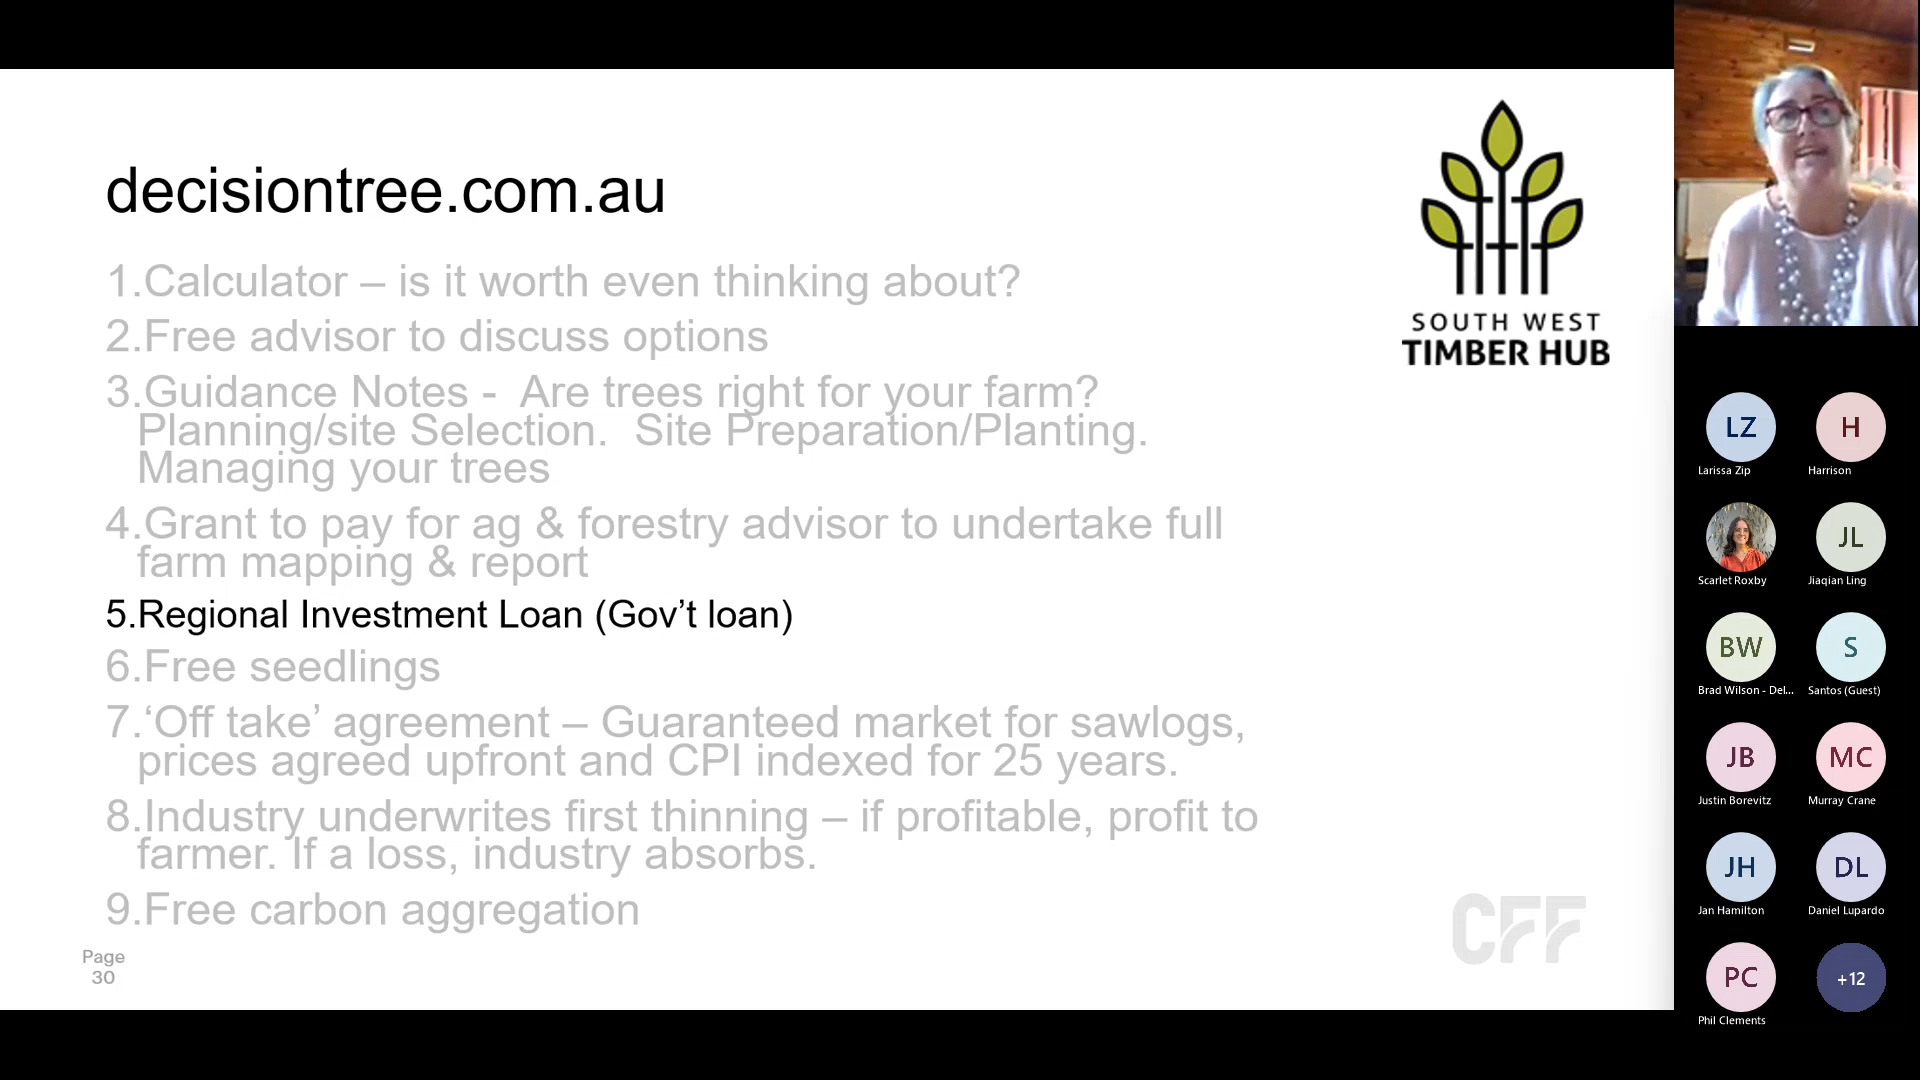 decisiontree.com.au
1.Calculator – is it worth even thinking about?
2.Free advisor to discuss options
3.Guidance Notes -  Are trees right for your farm?
Planning/site Selection.  Site Preparation/Planting.
Managing your trees
4.Grant to pay for ag & forestry advisor to undertake full
farm mapping & report
5.Regional Investment Loan (Gov’t loan)
6.Free seedlings
7.‘Off take’ agreement – Guaranteed market for sawlogs,
prices agreed upfront and CPI indexed for 25 years.
8.Industry underwrites first thinning – if profitable, profit to
farmer. If a loss, industry absorbs.
9.Free carbon aggregation
Page
30
SOUTH WEST
TIMBER HUB
CFF
LZ
Larissa Zip
H
Harrison
Scarlet Roxby
JL
Jiaqian Ling
BW
Brad Wilson - Del...
S
Santos (Guest)
JB
Justin Borevitz
MC
Murray Crane
JH
Jan Hamilton
DL
Daniel Lupardo
PC
Phil Clements
+12